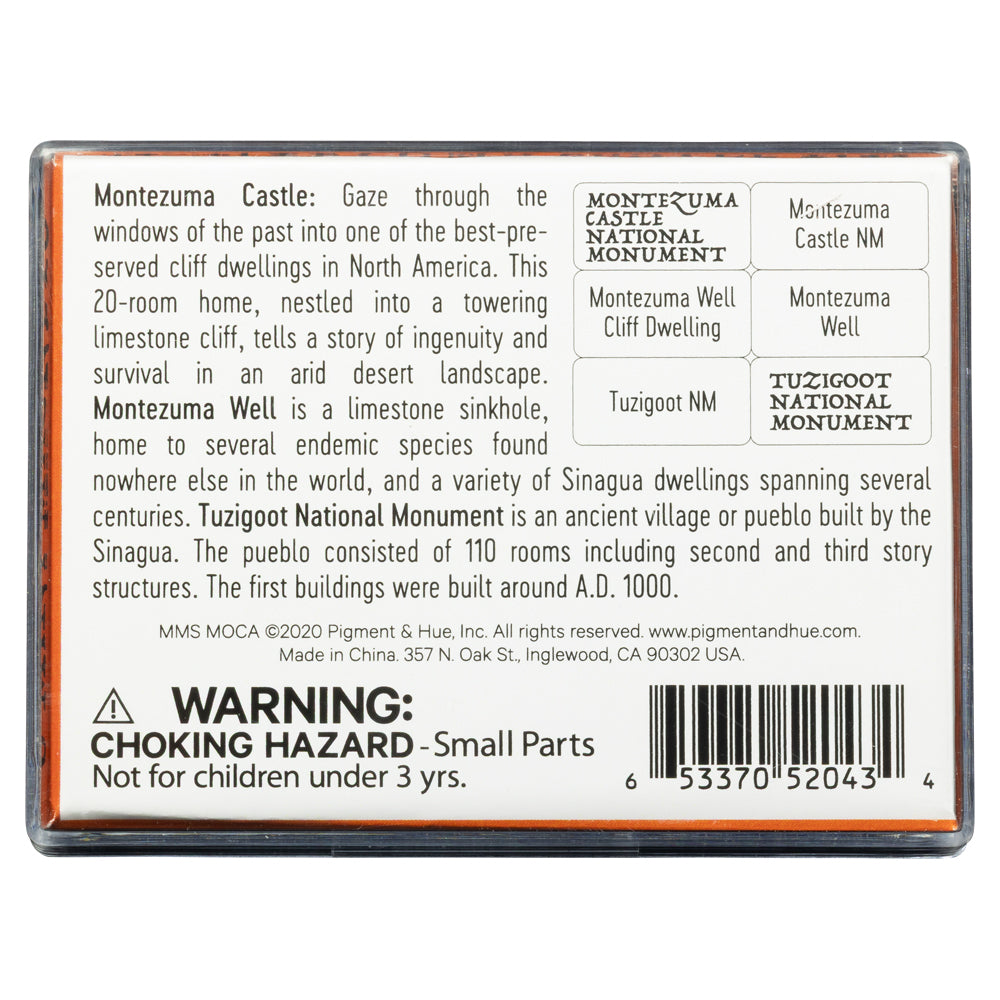 Montezuma Castle: Gaze through the
windows of the past into one of the best-pre-
served cliff dwellings in North America. This
20-room home, nestled into a towering
limestone cliff, tells a story of ingenuity and
survival in an arid desert landscape.
Montezuma Well is a limestone sinkhole,
home to several endemic species found
nowhere else in the world, and a variety of Sinagua dwellings spanning several
centuries. Tuzigoot National Monument is an ancient village or pueblo built by the
Sinagua. The pueblo consisted of 110 rooms including second and third story
structures. The first buildings were built around A.D. 1000.
MONTEZUMA
CASTLE
NATIONAL
MONUMENT
Montezuma
Castle NM
Montezuma Well
Cliff Dwelling
Montezuma
Well
Tuzigoot NM
TUZIGOOT
NATIONAL
MONUMENT
MMS MOCA ©2020 Pigment & Hue, Inc. All rights reserved. www.pigmentandhue.com.
Made in China. 357 N. Oak St., Inglewood, CA 90302 USA.
WARNING:
CHOKING HAZARD - Small Parts
Not for children under 3 yrs.
6 53370 52043 4